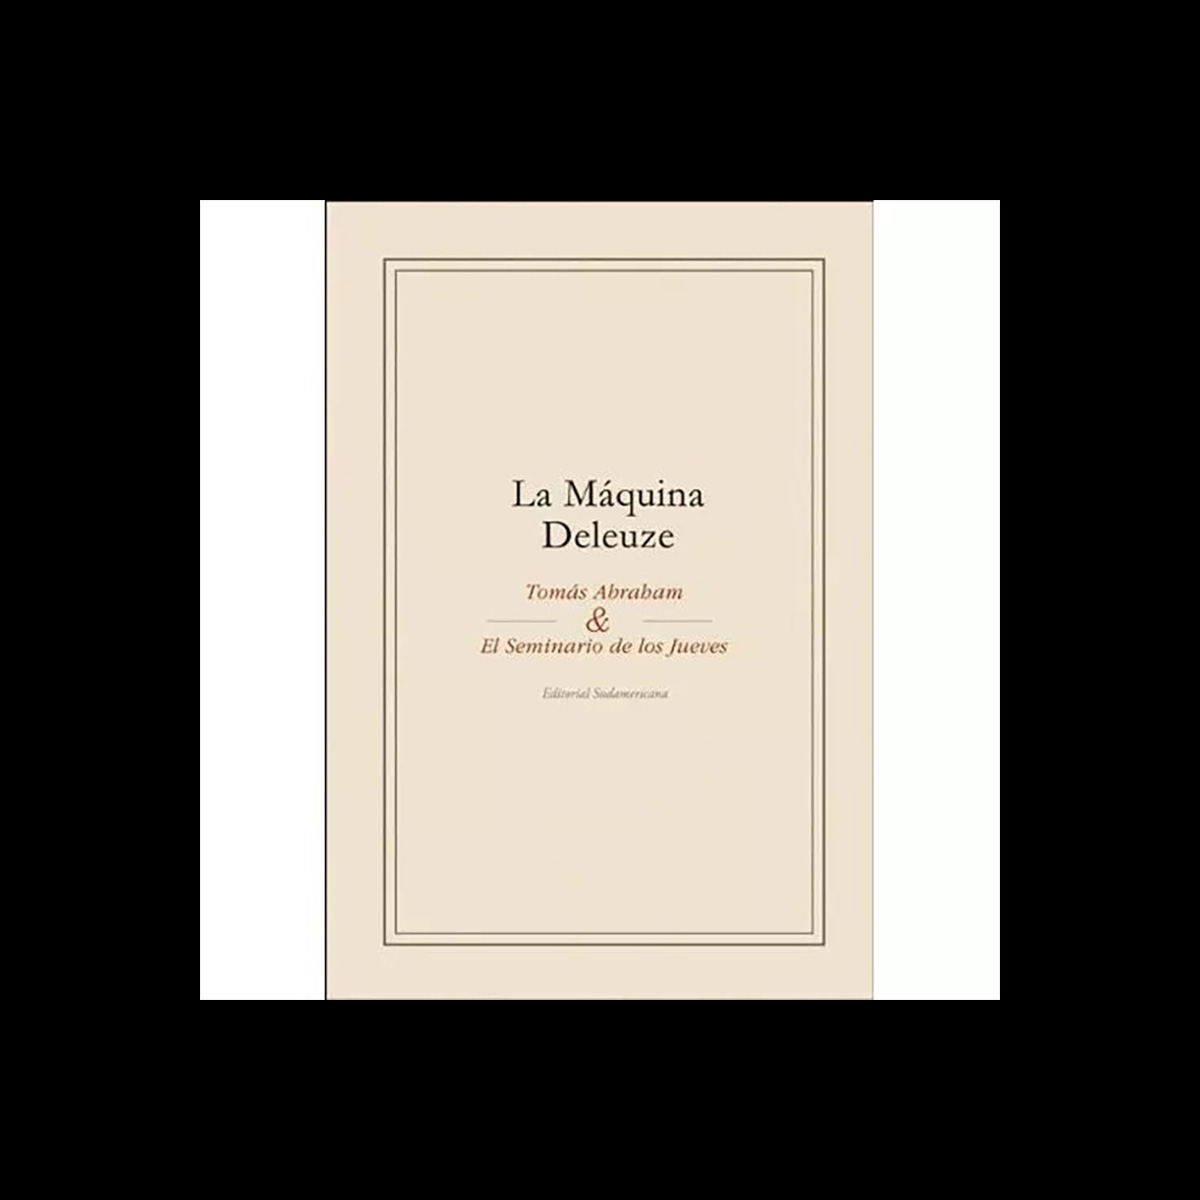 La Máquina
Deleuze
Tomás Abraham
&
El Seminario de los Jueves
Editorial Sudamericana